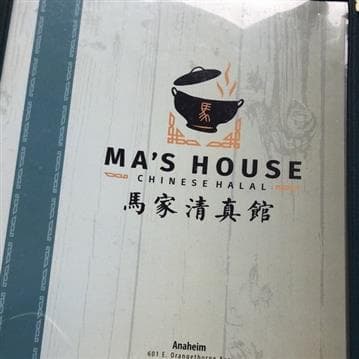 馬
MA'S HOUSE
CHINESE HALAL
馬家清真館
Anaheim
601 E. Orangethorpe